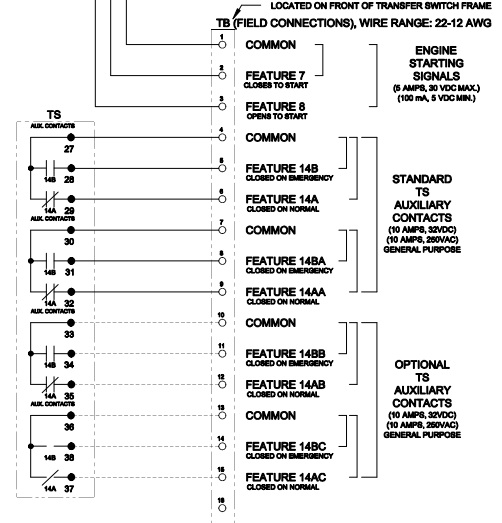 LOCATED ON FRONT OF TRANSFER SWITCH FRAME
TB (FIELD CONNECTIONS), WIRE RANGE: 22-12 AWG
1
COMMON
2
FEATURE 7
CLOSES TO START
3
FEATURE 8
OPENS TO START
ENGINE
STARTING
SIGNALS
(5 AMPS, 30 VDC MAX.)
(100 mA, 5 VDC MIN.)
TS
AUX. CONTACTS
27
4
COMMON
14B 28
5
FEATURE 14B
CLOSED ON EMERGENCY
14A 29
6
FEATURE 14A
CLOSED ON NORMAL
AUX. CONTACTS
30
7
COMMON
14B 31
8
FEATURE 14BA
CLOSED ON EMERGENCY
14A 32
9
FEATURE 14AA
CLOSED ON NORMAL
STANDARD
TS
AUXILIARY
CONTACTS
(10 AMPS, 32VDC)
(10 AMPS, 250VAC)
GENERAL PURPOSE
AUX. CONTACTS
33
10
COMMON
14B 34
11
FEATURE 14BB
CLOSED ON EMERGENCY
14A 35
12
FEATURE 14AB
CLOSED ON NORMAL
AUX. CONTACTS
36
13
COMMON
14B 38
14
FEATURE 14BC
CLOSED ON EMERGENCY
14A 37
15
FEATURE 14AC
CLOSED ON NORMAL
16
OPTIONAL
TS
AUXILIARY
CONTACTS
(10 AMPS, 32VDC)
(10 AMPS, 250VAC)
GENERAL PURPOSE